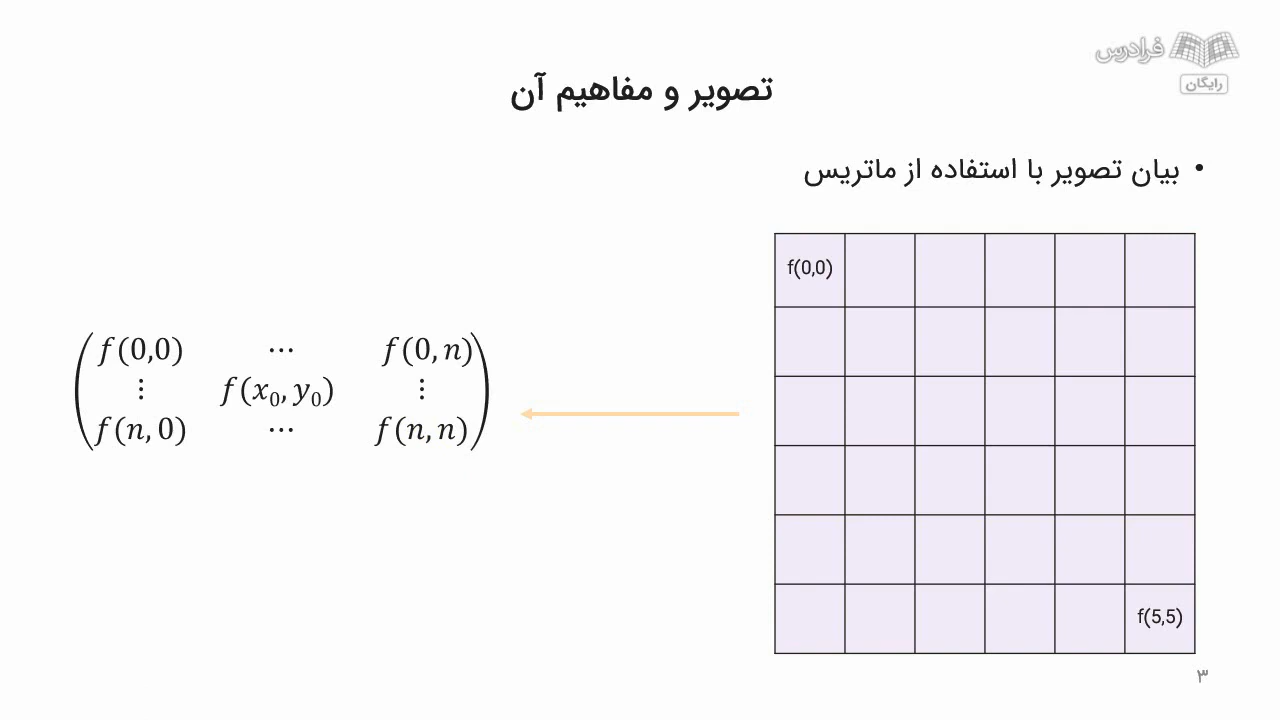 فرادرس
رایگان
تصویر و مفاهیم آن
• بیان تصویر با استفاده از ماتریس
f(0,0)
f(5,5)
f(0,0) ⋯ f(0,n)
⋮ f(x₀,y₀) ⋮
f(n,0) ⋯ f(n,n)
۳